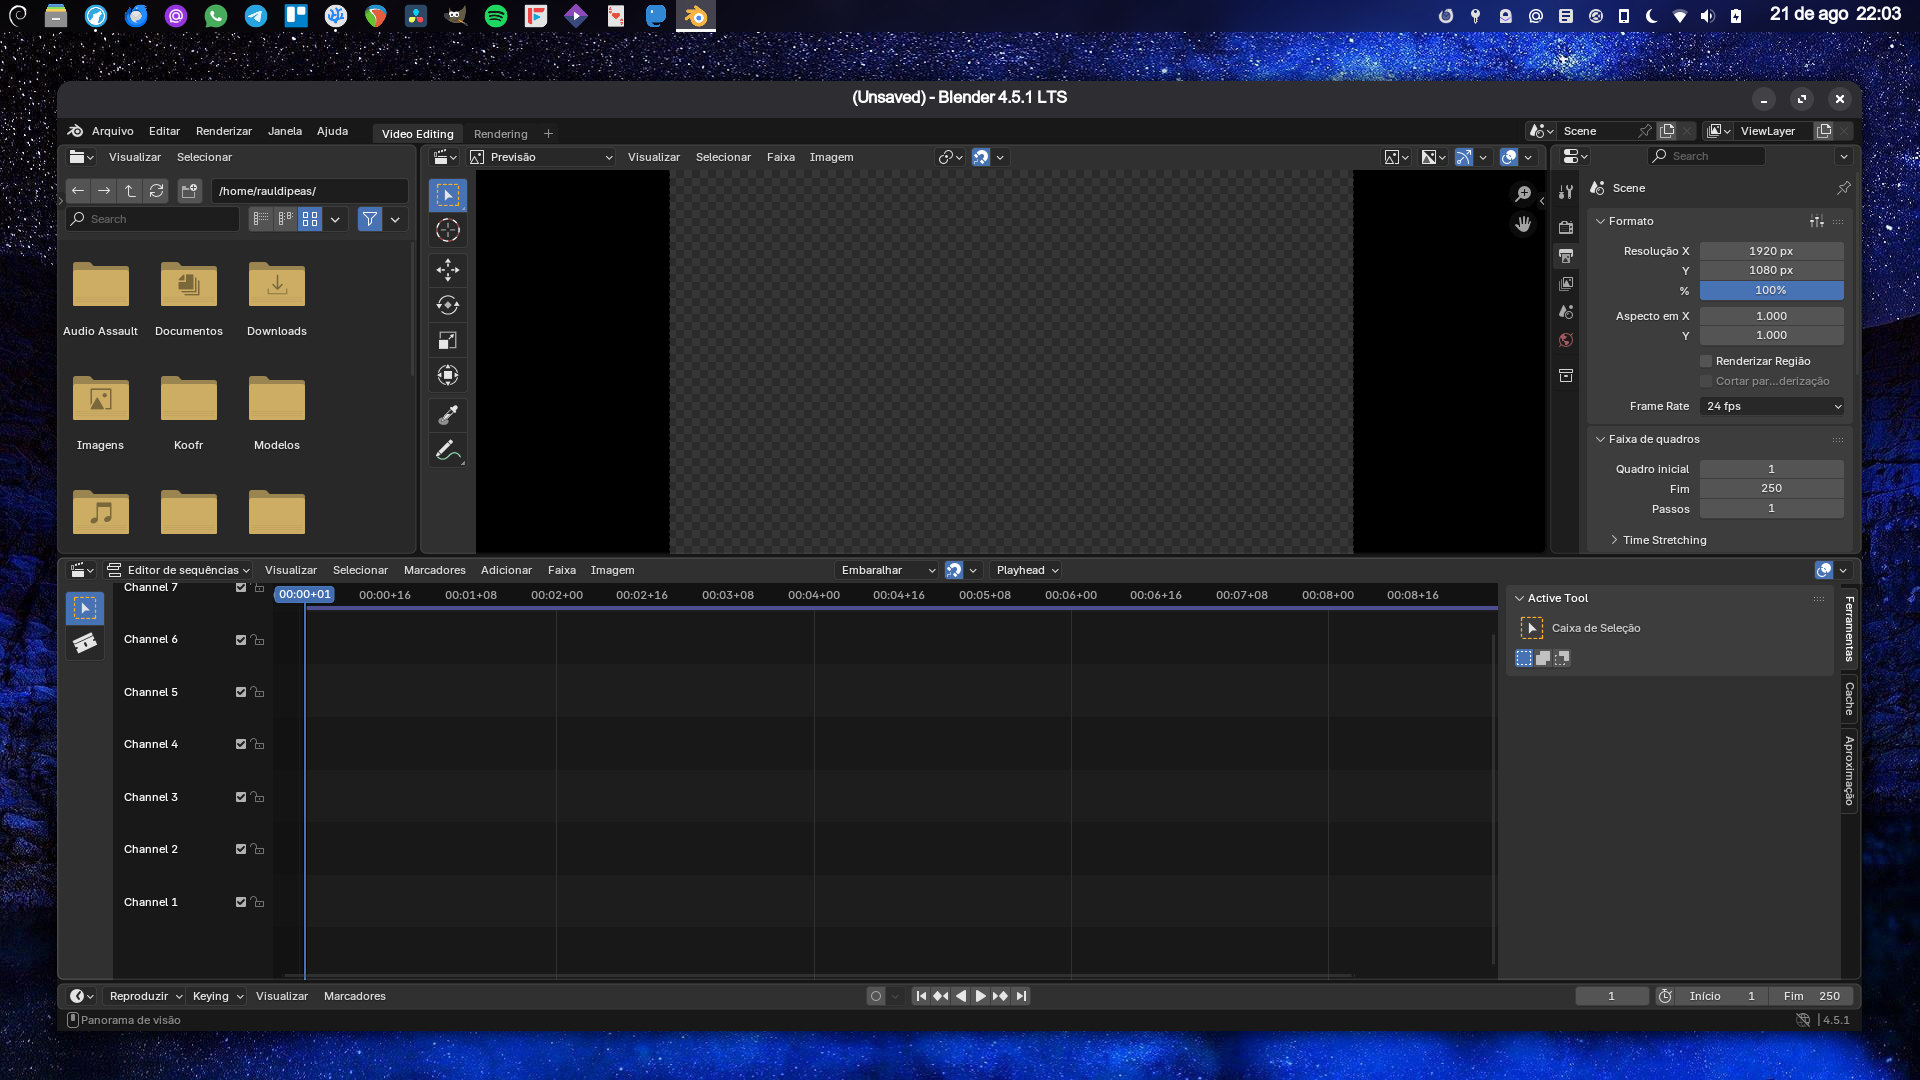 21 de ago 22:03
(Unsaved) - Blender 4.5.1 LTS
Arquivo Editar Renderizar Janela Ajuda Video Editing Rendering + Scene ViewLayer
Visualizar Selecionar
/home/rauldipeas/
Search
Audio Assault Documentos Downloads
Imagens Koofr Modelos
Previsão Visualizar Selecionar Faixa Imagem
Search
Scene
Formato
Resolução X 1920 px
Y 1080 px
% 100%
Aspecto em X 1.000
Y 1.000
Renderizar Região
Cortar par...derização
Frame Rate 24 fps
Faixa de quadros
Quadro inicial 1
Fim 250
Passos 1
Time Stretching
Editor de sequências Visualizar Selecionar Marcadores Adicionar Faixa Imagem Embaralhar Playhead
00:00+01 00:00+16 00:01+08 00:02+00 00:02+16 00:03+08 00:04+00 00:04+16 00:05+08 00:06+00 00:06+16 00:07+08 00:08+00 00:08+16
Channel 7
Channel 6
Channel 5
Channel 4
Channel 3
Channel 2
Channel 1
Active Tool
Caixa de Seleção
Ferramentas
Cache
Aproximação
Reproduzir Keying Visualizar Marcadores 1 Início 1 Fim 250
Panorama de visão 4.5.1